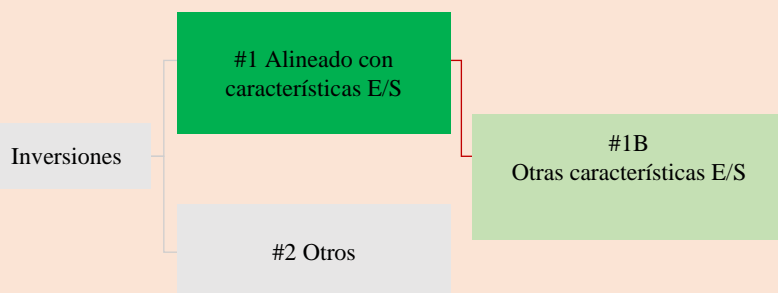 #1 Alineado con
características E/S
Inversiones
#1B
Otras características E/S
#2 Otros